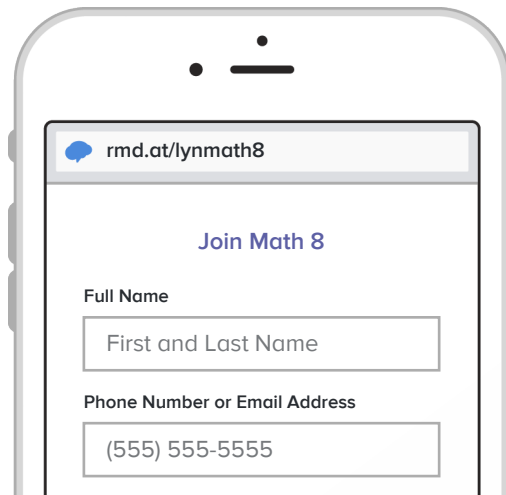 rmd.at/lynmath8
Join Math 8
Full Name
First and Last Name
Phone Number or Email Address
(555) 555-5555